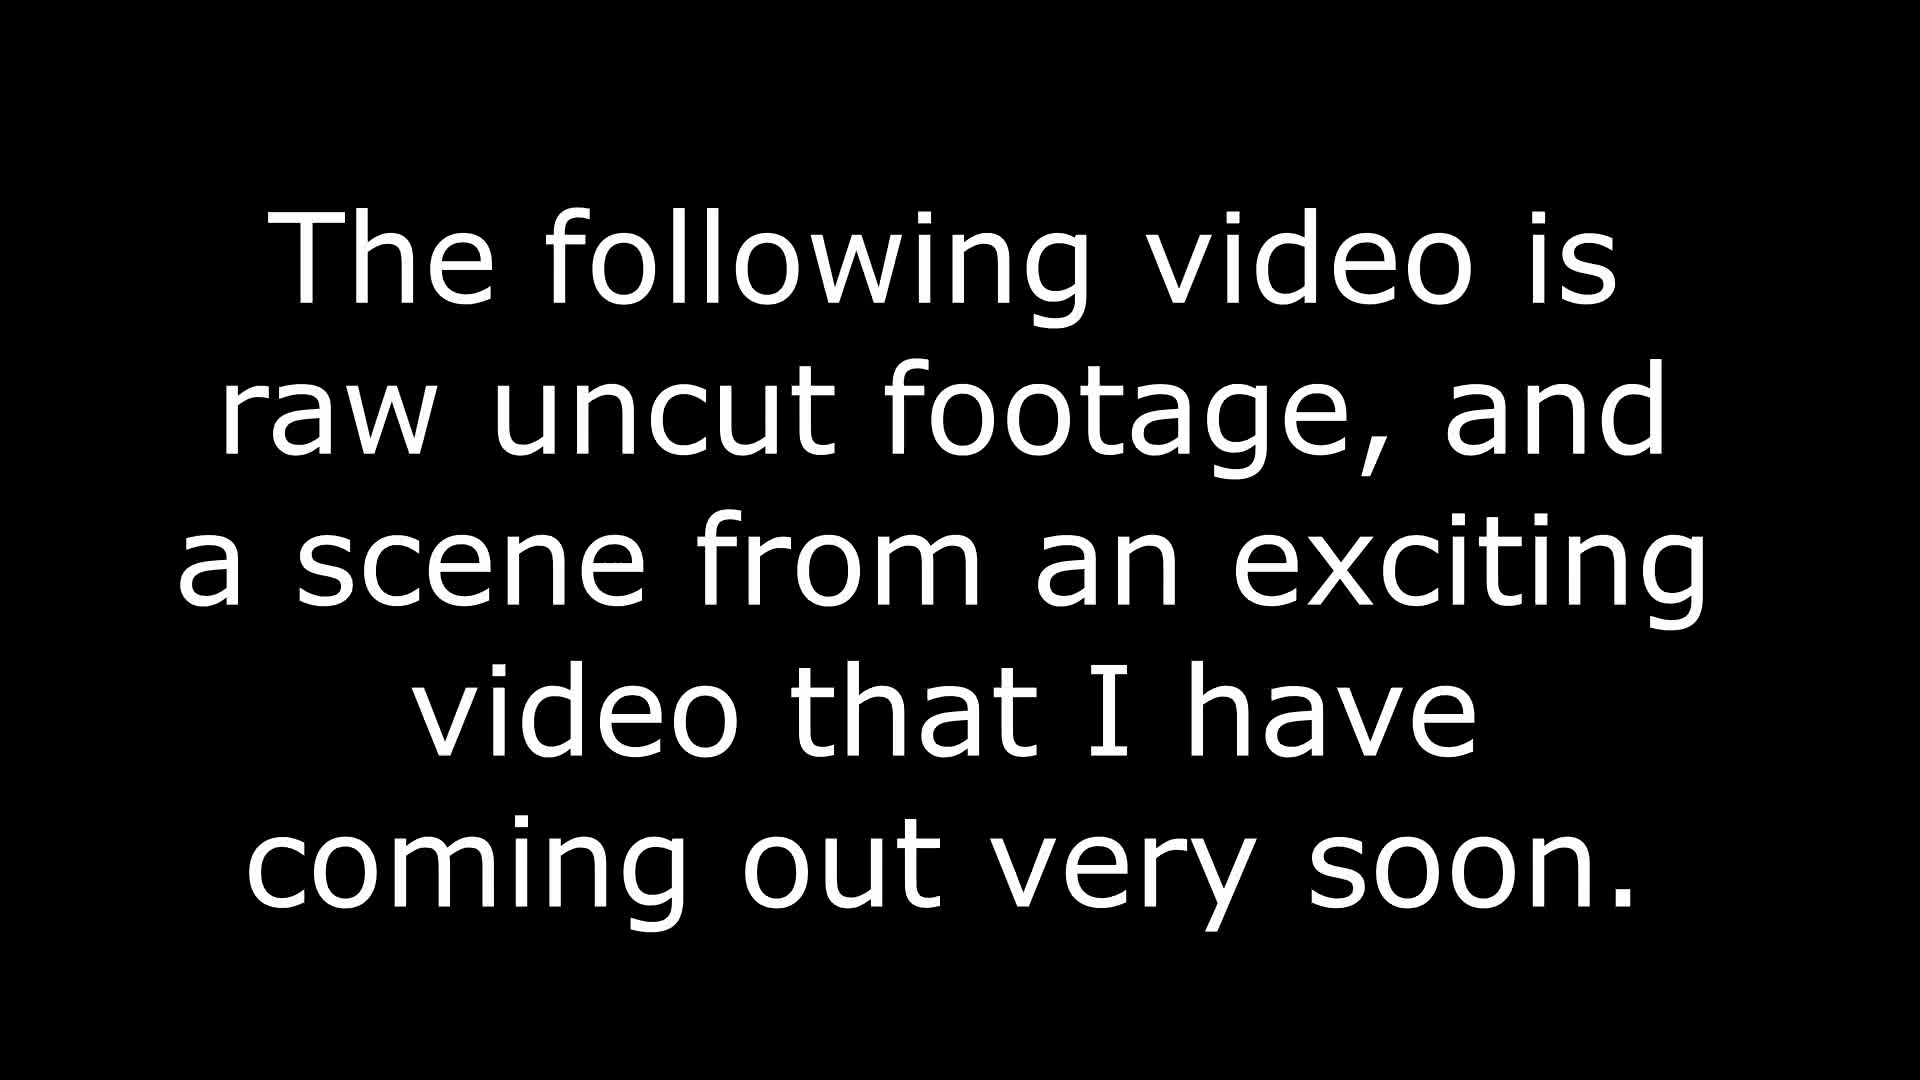 The following video is
raw uncut footage, and
a scene from an exciting
video that I have
coming out very soon.